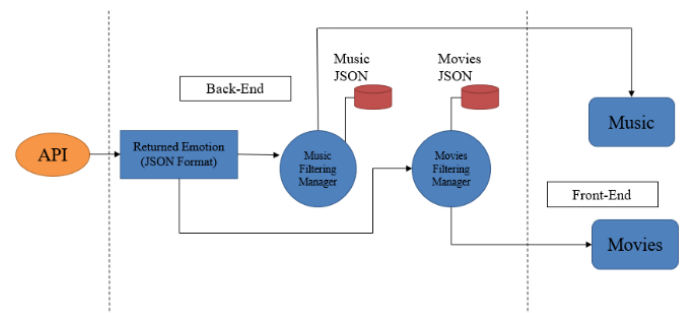 Music
JSON
Movies
JSON
Back-End
Music
API
Returned Emotion
(JSON Format)
Music
Filtering
Manager
Movies
Filtering
Manager
Front-End
Movies